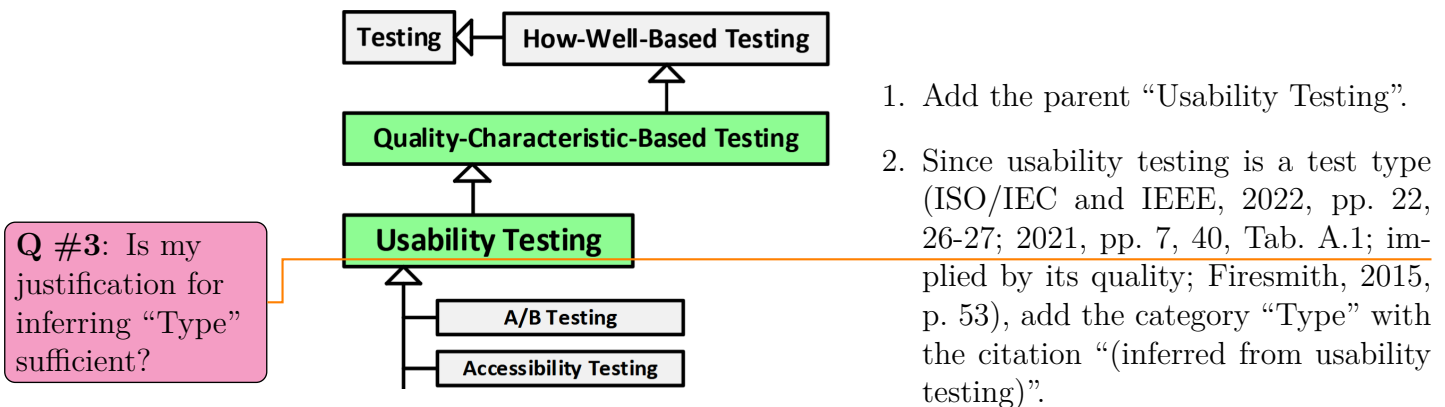 Testing
How-Well-Based Testing
Quality-Characteristic-Based Testing
Usability Testing
A/B Testing
Accessibility Testing
Q #3: Is my
justification for
inferring “Type”
sufficient?
1. Add the parent “Usability Testing”.
2. Since usability testing is a test type
(ISO/IEC and IEEE, 2022, pp. 22,
26-27; 2021, pp. 7, 40, Tab. A.1; im-
plied by its quality; Firesmith, 2015,
p. 53), add the category “Type” with
the citation “(inferred from usability
testing)”.